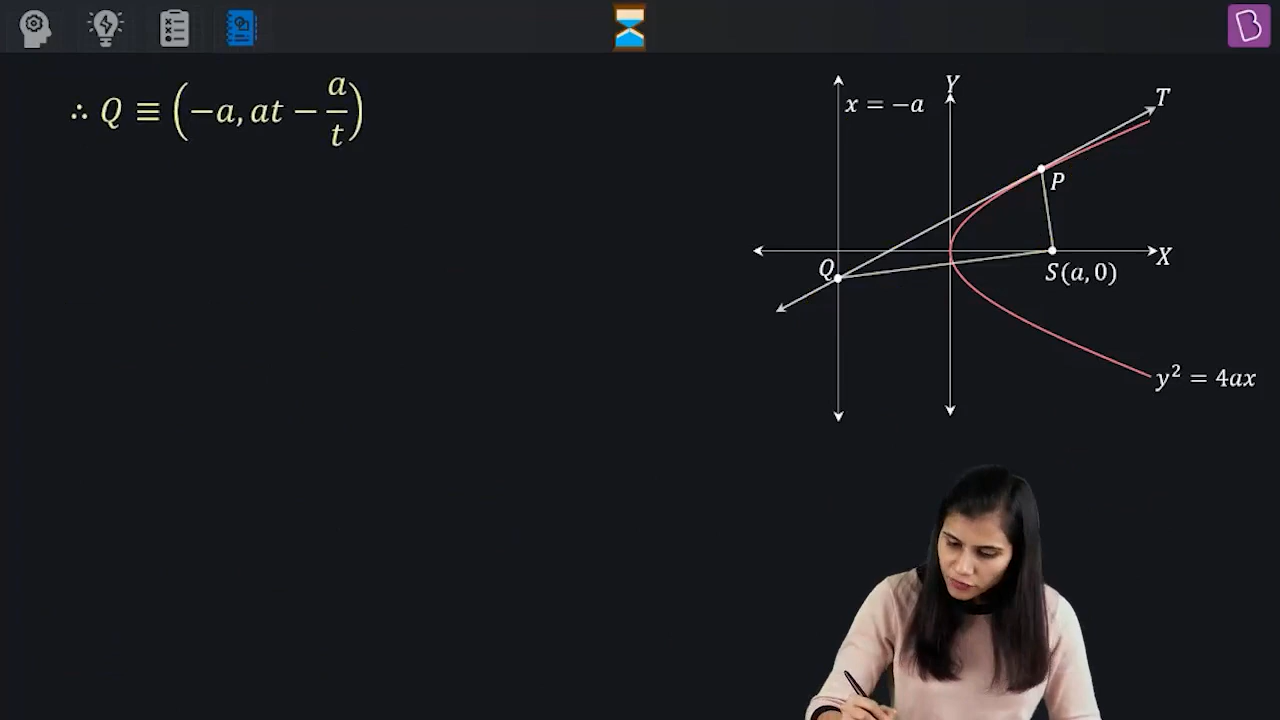 ∴ Q ≡ (−a, at − a/t)
Y
x = −a
T
P
X
Q
S(a, 0)
y² = 4ax
B